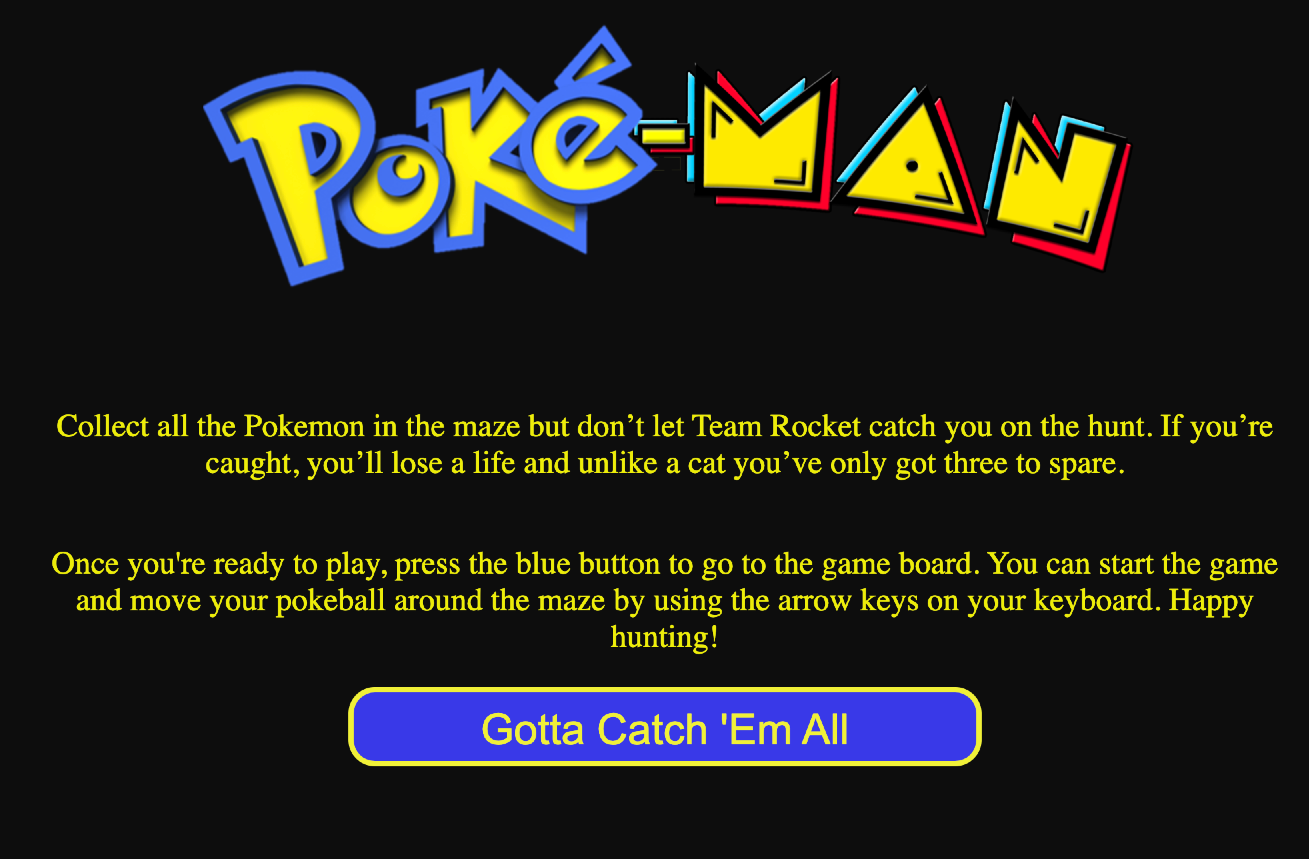 Poké-MAN
Collect all the Pokemon in the maze but don’t let Team Rocket catch you on the hunt. If you’re
caught, you’ll lose a life and unlike a cat you’ve only got three to spare.
Once you're ready to play, press the blue button to go to the game board. You can start the game
and move your pokeball around the maze by using the arrow keys on your keyboard. Happy
hunting!
Gotta Catch 'Em All